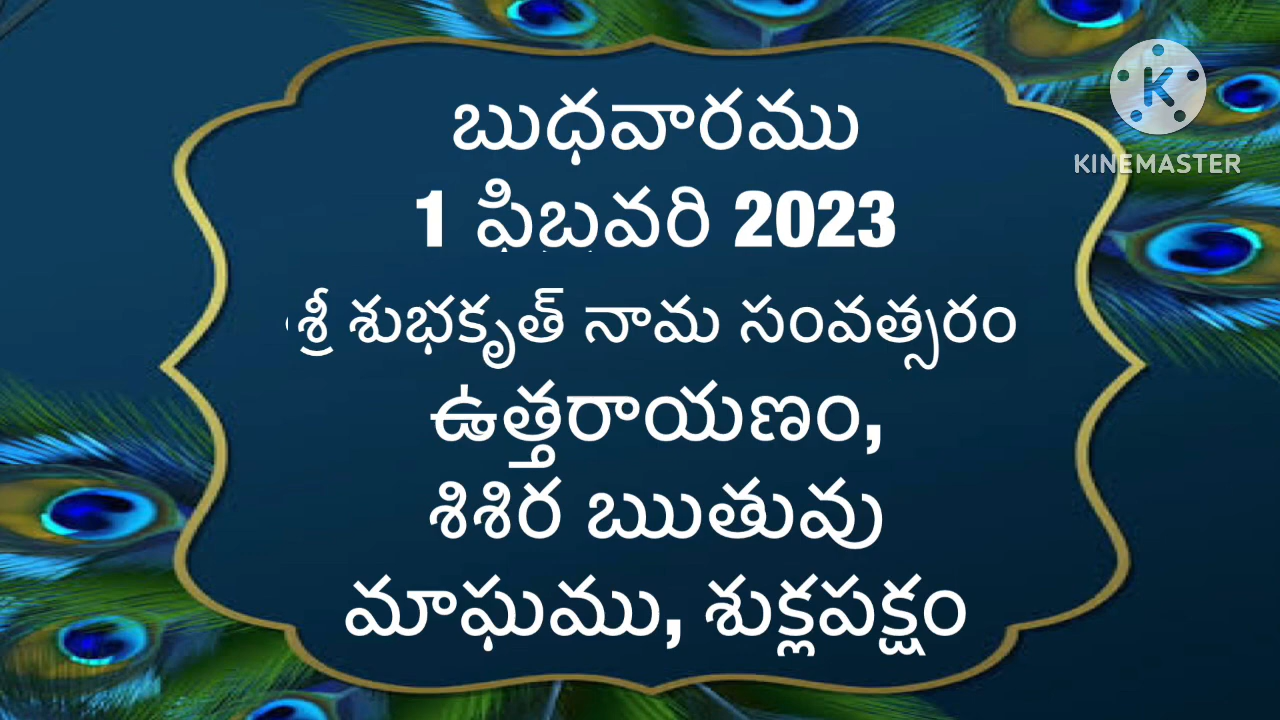 బుధవారము
1 ఫిబ్రవరి 2023
శ్రీ శుభకృత్ నామ సంవత్సరం
ఉత్తరాయణం,
శిశిర ఋతువు
మాఘము, శుక్లపక్షం
K
KINEMASTER